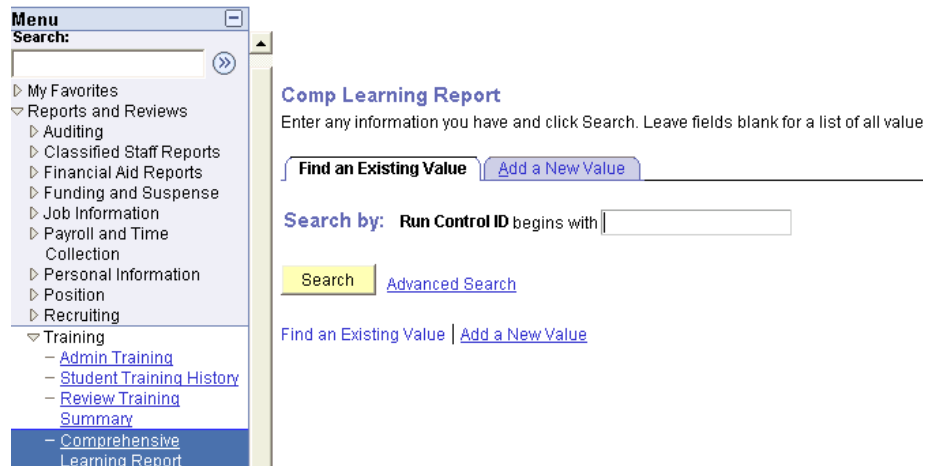 Menu
Search:
My Favorites
Reports and Reviews
Auditing
Classified Staff Reports
Financial Aid Reports
Funding and Suspense
Job Information
Payroll and Time
Collection
Personal Information
Position
Recruiting
Training
– Admin Training
– Student Training History
– Review Training
Summary
– Comprehensive
Learning Report
Comp Learning Report
Enter any information you have and click Search. Leave fields blank for a list of all value
Find an Existing Value Add a New Value
Search by: Run Control ID begins with
Search Advanced Search
Find an Existing Value | Add a New Value